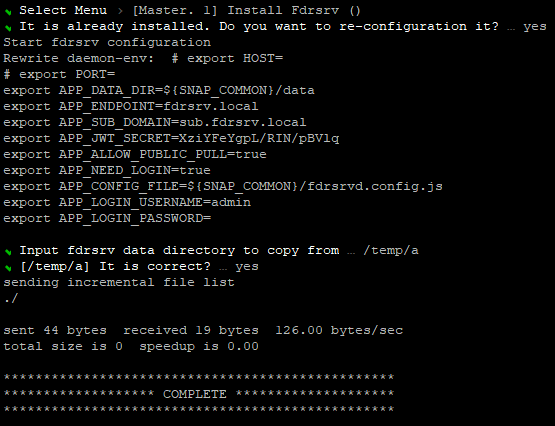 ✔ Select Menu › [Master. 1] Install Fdrsrv ()
✔ It is already installed. Do you want to re-configuration it? … yes
Start fdrsrv configuration
Rewrite daemon-env:  # export HOST=
# export PORT=
export APP_DATA_DIR=${SNAP_COMMON}/data
export APP_ENDPOINT=fdrsrv.local
export APP_SUB_DOMAIN=sub.fdrsrv.local
export APP_JWT_SECRET=XziYFeYgpL/RIN/pBVlq
export APP_ALLOW_PUBLIC_PULL=true
export APP_NEED_LOGIN=true
export APP_CONFIG_FILE=${SNAP_COMMON}/fdrsrvd.config.js
export APP_LOGIN_USERNAME=admin
export APP_LOGIN_PASSWORD=
✔ Input fdrsrv data directory to copy from … /temp/a
✔ [/temp/a] It is correct? … yes
sending incremental file list
./
sent 44 bytes  received 19 bytes  126.00 bytes/sec
total size is 0  speedup is 0.00
*************************************************
******************* COMPLETE ********************
*************************************************